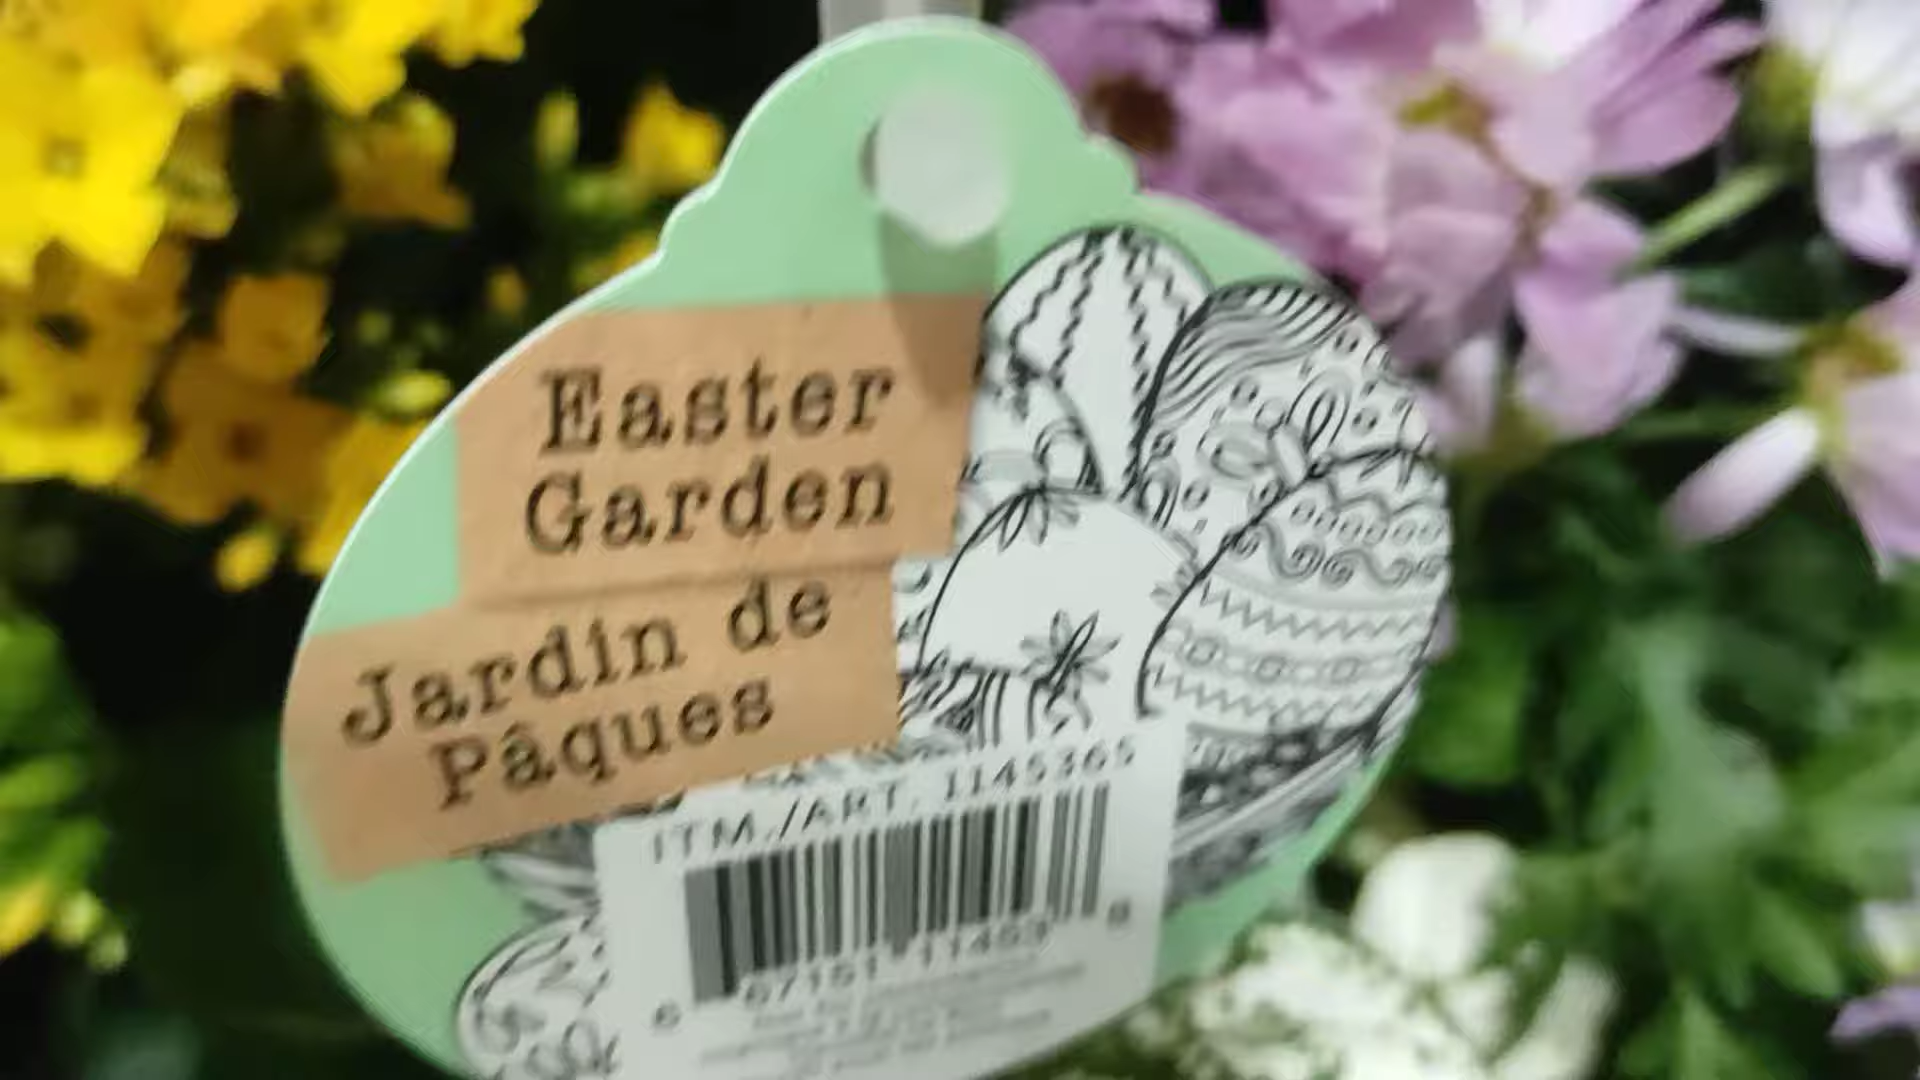 Easter
Garden
Jardin de
Pâques
ITM./ART. 1145365